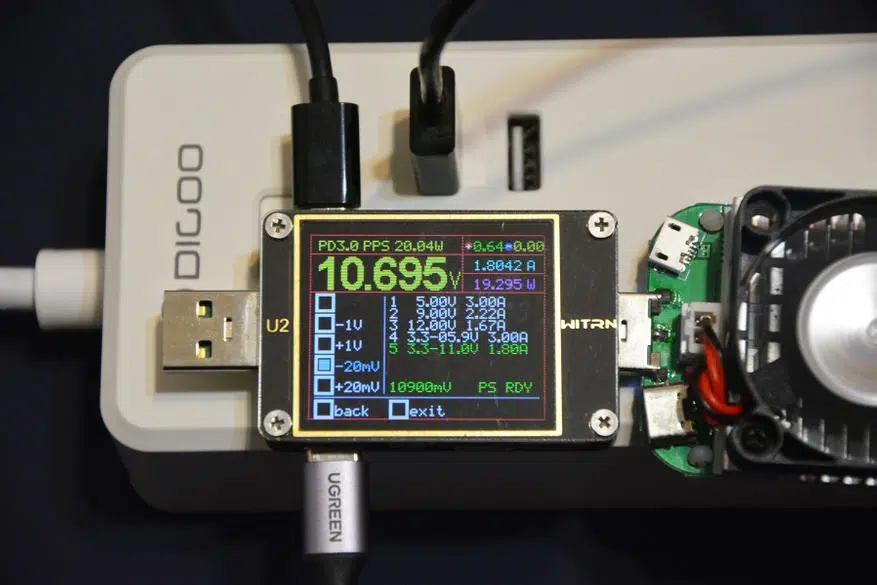 DIGOO
PD3.0 PPS 20.04W
0.64 0.00
10.695V
1.8042 A
19.295 W
1 5.00V 3.00A
2 9.00V 2.22A
3 12.00V 1.67A
4 3.3-05.9V 3.00A
5 3.3-11.0V 1.80A
-1V
+1V
-20mV
+20mV
10900mV PS RDY
back exit
U2
WITRN
UGREEN